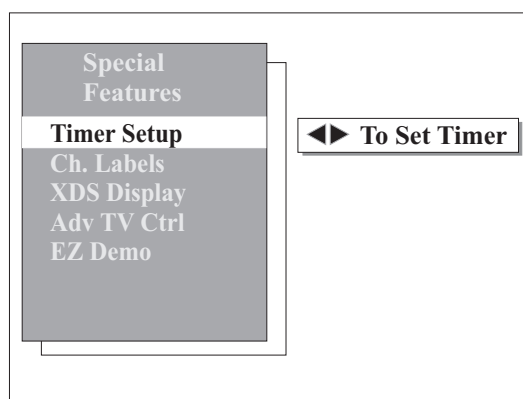 Special
Features
Timer Setup
Ch. Labels
XDS Display
Adv TV Ctrl
EZ Demo
◀▶ To Set Timer